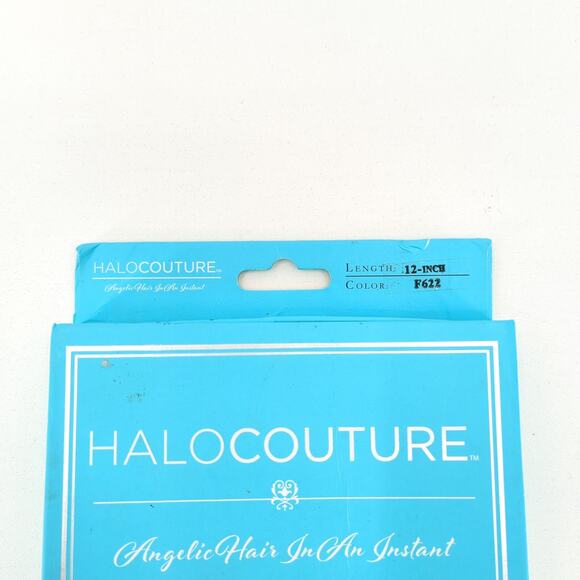 HALOCOUTURE™
Angelic Hair In An Instant
LENGTH: 12-INCH
COLOR: F622
HALOCOUTURE™
Angelic Hair In An Instant